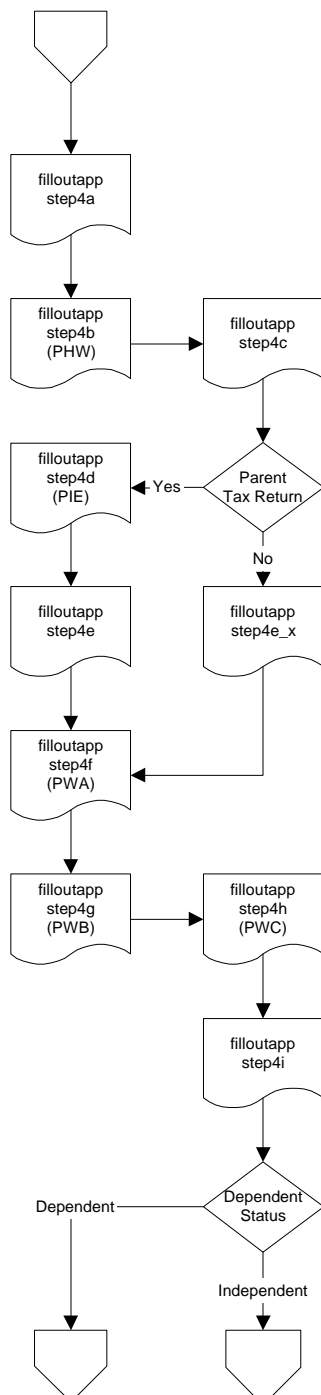 filloutapp
step4a
filloutapp
step4b
(PHW)
filloutapp
step4c
filloutapp
step4d
(PIE)
Yes
Parent
Tax Return
No
filloutapp
step4e
filloutapp
step4e_x
filloutapp
step4f
(PWA)
filloutapp
step4g
(PWB)
filloutapp
step4h
(PWC)
filloutapp
step4i
Dependent
Dependent
Status
Independent